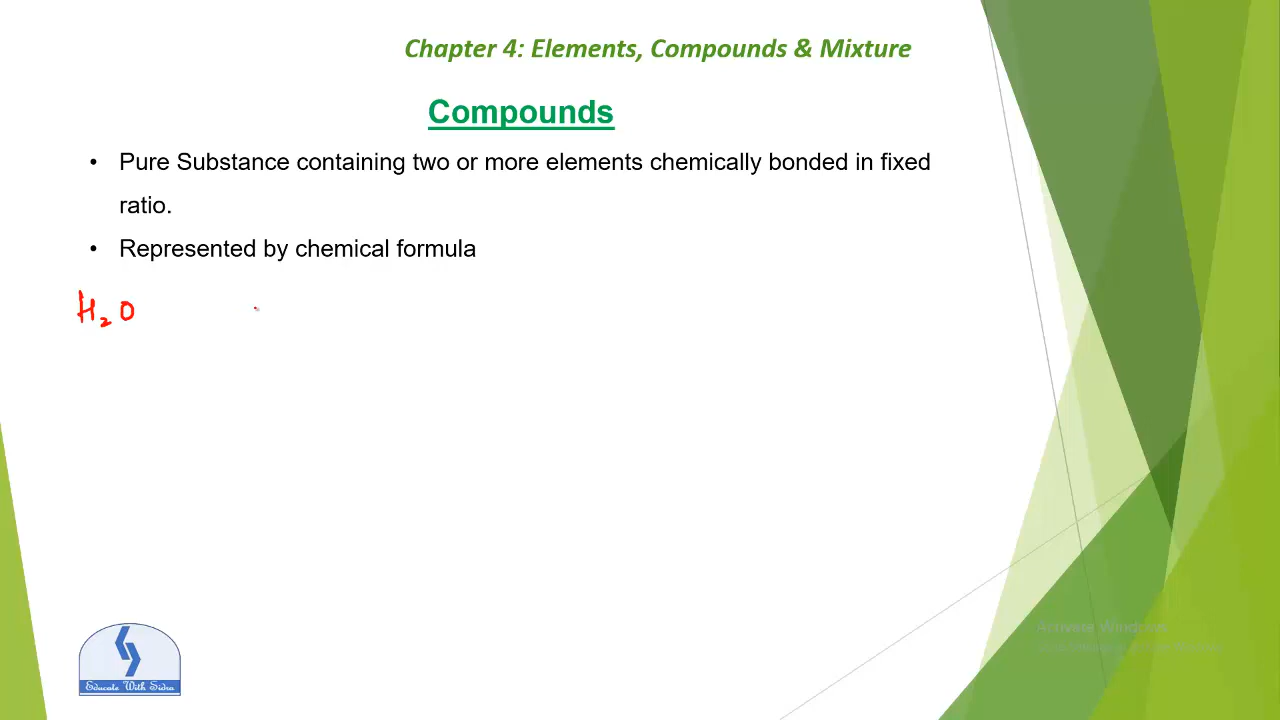 Chapter 4: Elements, Compounds & Mixture
Compounds
• Pure Substance containing two or more elements chemically bonded in fixed
ratio.
• Represented by chemical formula
H₂O
Activate Windows
Educate With Sidra